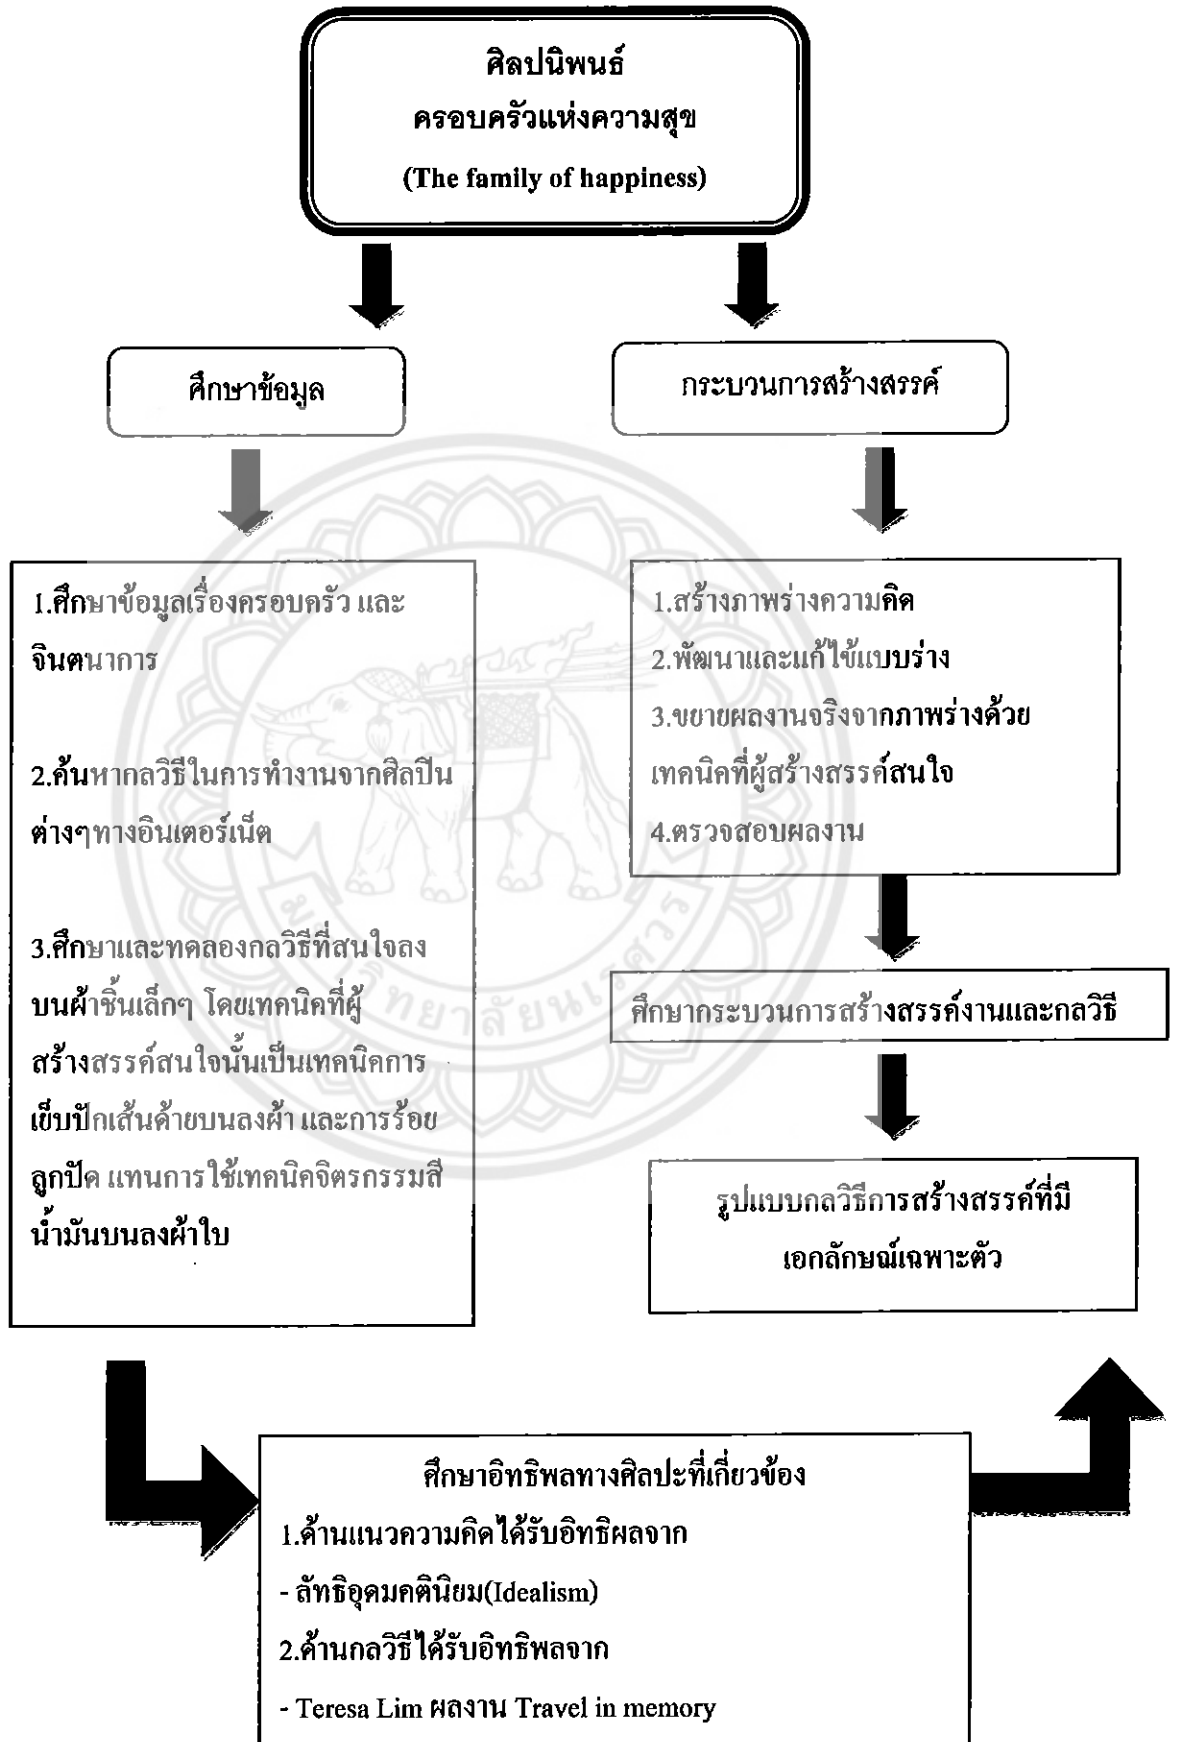 ศิลปนิพนธ์
ครอบครัวแห่งความสุข
(The family of happiness)
ศึกษาข้อมูล
กระบวนการสร้างสรรค์
1.ศึกษาข้อมูลเรื่องครอบครัว และ
จินตนาการ
2.ค้นหากลวิธีในการทำงานจากศิลปิน
ต่างๆทางอินเตอร์เน็ต
3.ศึกษาและทดลองกลวิธีที่สนใจลง
บนผ้าชิ้นเล็กๆ โดยเทคนิคที่ผู้
สร้างสรรค์สนใจนั้นเป็นเทคนิคการ
เย็บปักเส้นด้ายบนลงผ้า และการร้อย
ลูกปัด แทนการใช้เทคนิคจิตรกรรมสี
น้ำมันบนลงผ้าใบ
1.สร้างภาพร่างความคิด
2.พัฒนาและแก้ไข้แบบร่าง
3.ขยายผลงานจริงจากภาพร่างด้วย
เทคนิคที่ผู้สร้างสรรค์สนใจ
4.ตรวจสอบผลงาน
ศึกษากระบวนการสร้างสรรค์งานและกลวิธี
รูปแบบกลวิธีการสร้างสรรค์ที่มี
เอกลักษณ์เฉพาะตัว
ศึกษาอิทธิพลทางศิลปะที่เกี่ยวข้อง
1.ด้านแนวความคิดได้รับอิทธิผลจาก
- ลัทธิอุดมคตินิยม(Idealism)
2.ด้านกลวิธีได้รับอิทธิพลจาก
- Teresa Lim ผลงาน Travel in memory
มหาวิทยาลัยนเรศวร